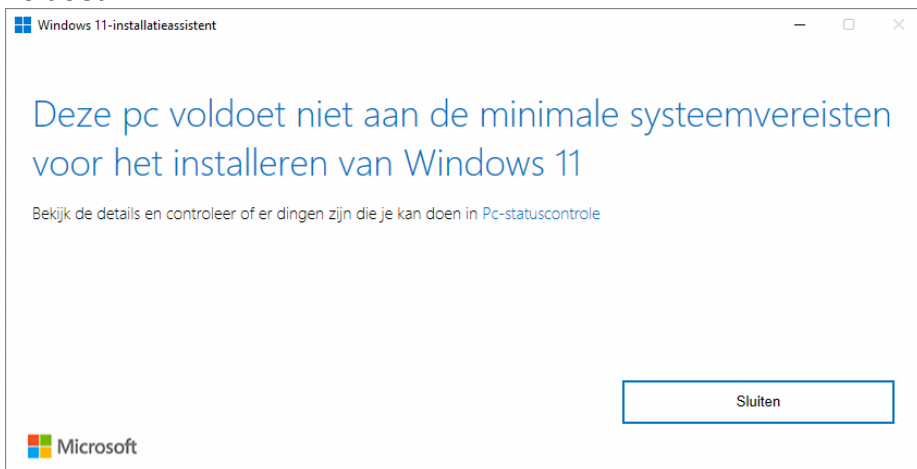 Windows 11-installatieassistent
Deze pc voldoet niet aan de minimale systeemvereisten
voor het installeren van Windows 11
Bekijk de details en controleer of er dingen zijn die je kan doen in Pc-statuscontrole
Sluiten
Microsoft